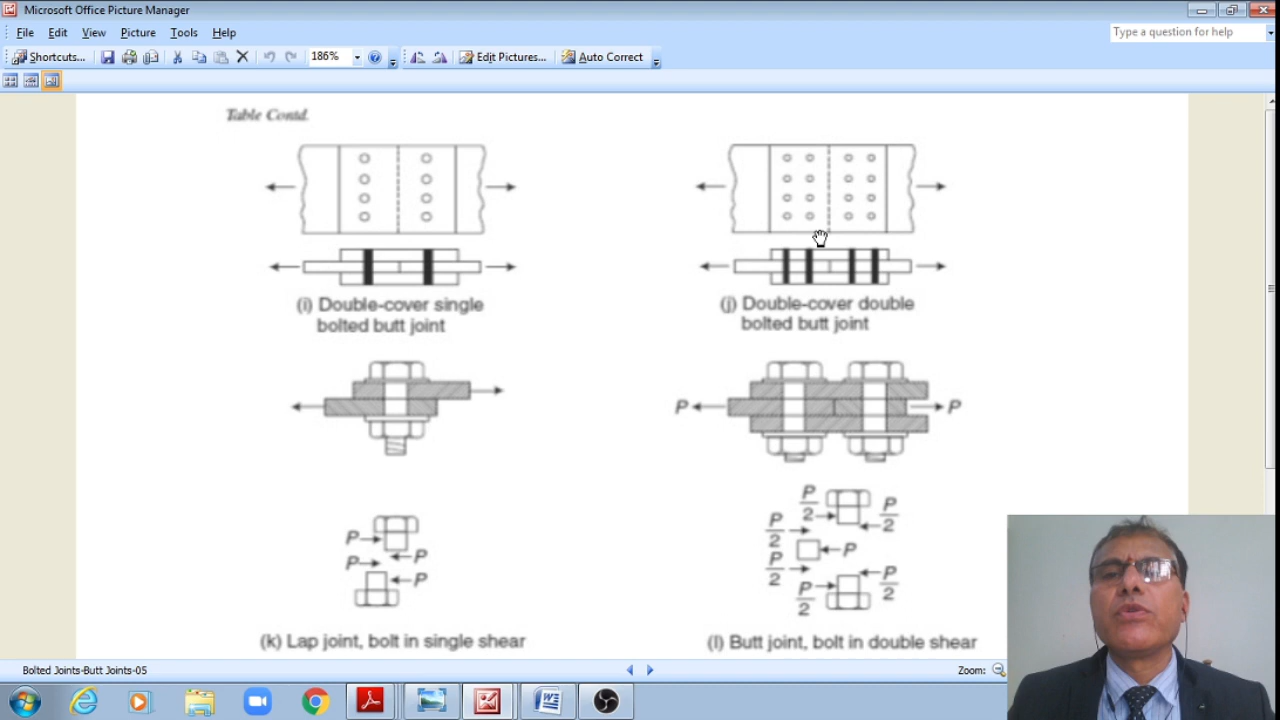 Microsoft Office Picture Manager
File Edit View Picture Tools Help
Type a question for help
Shortcuts...
186%
Edit Pictures...
Auto Correct
Table Contd.
(i) Double-cover single
bolted butt joint
(j) Double-cover double
bolted butt joint
P
P
P
P
P
P
P
2
P
2
P
2
P
P
2
P
2
P
2
(k) Lap joint, bolt in single shear
(l) Butt joint, bolt in double shear
Bolted Joints-Butt Joints-05
Zoom: